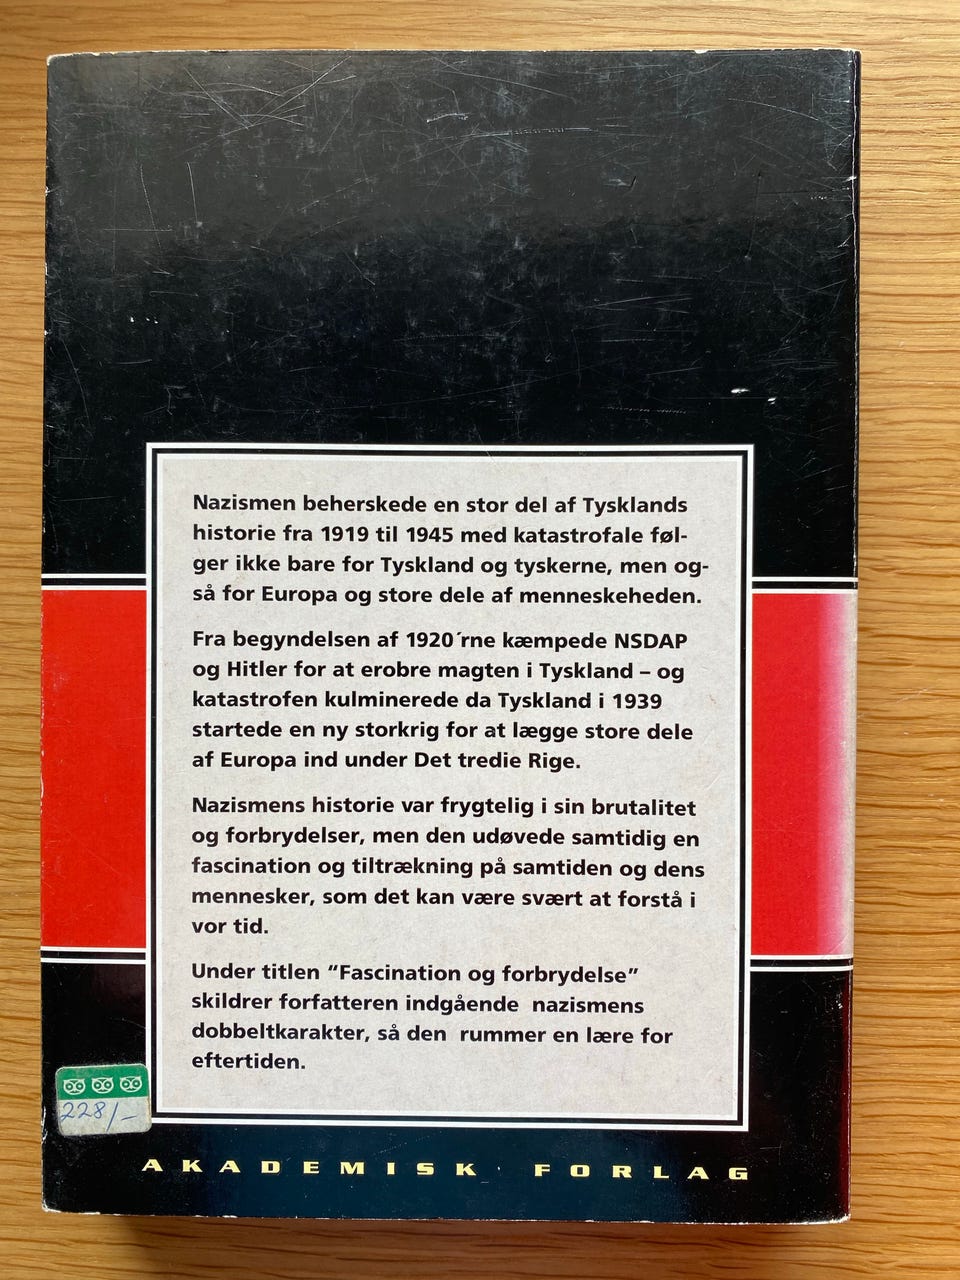 Nazismen beherskede en stor del af Tysklands
historie fra 1919 til 1945 med katastrofale føl-
ger ikke bare for Tyskland og tyskerne, men og-
så for Europa og store dele af menneskeheden.
Fra begyndelsen af 1920´rne kæmpede NSDAP
og Hitler for at erobre magten i Tyskland – og
katastrofen kulminerede da Tyskland i 1939
startede en ny storkrig for at lægge store dele
af Europa ind under Det tredie Rige.
Nazismens historie var frygtelig i sin brutalitet
og forbrydelser, men den udøvede samtidig en
fascination og tiltrækning på samtiden og dens
mennesker, som det kan være svært at forstå i
vor tid.
Under titlen “Fascination og forbrydelse”
skildrer forfatteren indgående nazismens
dobbeltkarakter, så den rummer en lære for
eftertiden.
228/-
AKADEMISK FORLAG